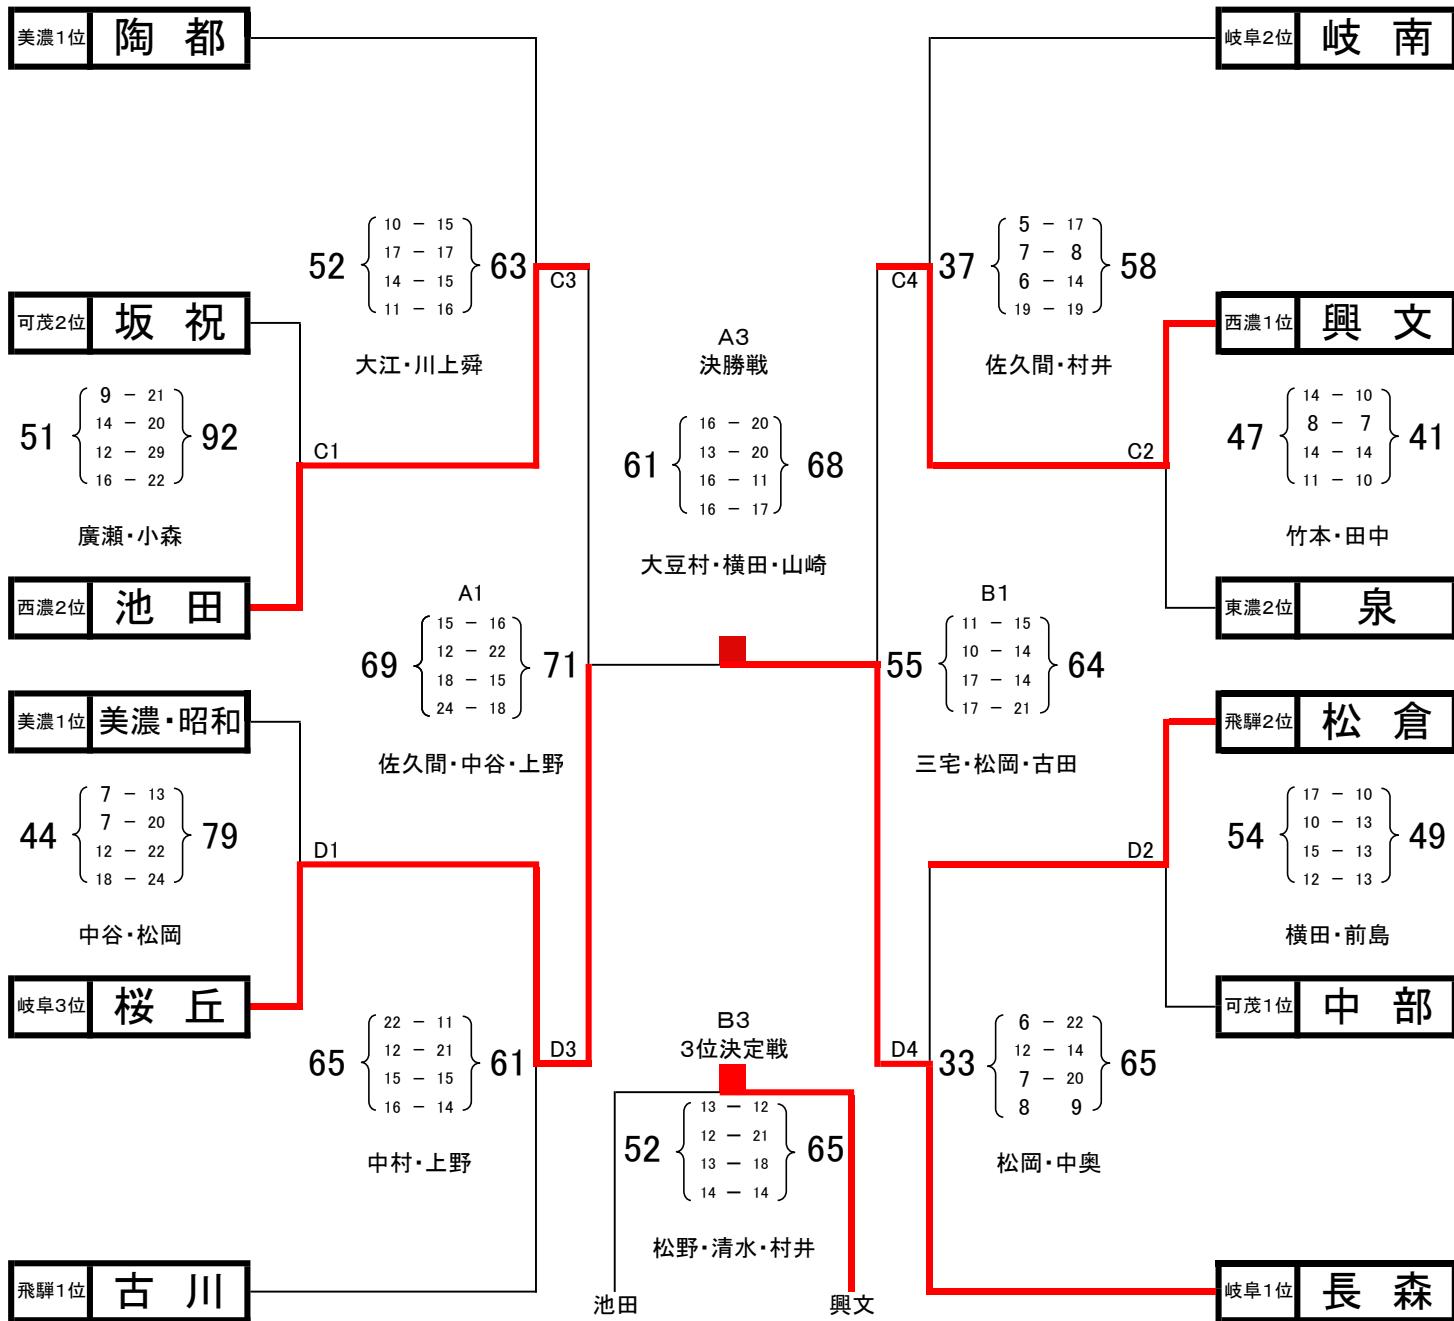 美濃1位 陶 都
岐阜2位 岐 南
10 － 15
17 － 17
52 63
14 － 15
11 － 16
C3
大江・川上舜
5 － 17
7 － 8
37 58
6 － 14
19 － 19
C4
佐久間・村井
可茂2位 坂 祝
西濃1位 興 文
A3
決勝戦
9 － 21
14 － 20
51 92
12 － 29
16 － 22
C1
廣瀬・小森
16 － 20
13 － 20
61 68
16 － 11
16 － 17
大豆村・横田・山崎
14 － 10
8 － 7
47 41
14 － 14
11 － 10
C2
竹本・田中
西濃2位 池 田
東濃2位 泉
A1
15 － 16
12 － 22
69 71
18 － 15
24 － 18
佐久間・中谷・上野
B1
11 － 15
10 － 14
55 64
17 － 14
17 － 21
三宅・松岡・古田
美濃1位 美濃・昭和
飛騨2位 松 倉
7 － 13
7 － 20
44 79
12 － 22
18 － 24
D1
中谷・松岡
17 － 10
10 － 13
54 49
15 － 13
12 － 13
D2
横田・前島
岐阜3位 桜 丘
可茂1位 中 部
22 － 11
12 － 21
65 61
15 － 15
16 － 14
D3
中村・上野
B3
3位決定戦
13 － 12
12 － 21
52 65
13 － 18
14 － 14
松野・清水・村井
池田 興文
6 － 22
12 － 14
33 65
7 － 20
8 9
D4
松岡・中奥
飛騨1位 古 川
岐阜1位 長 森